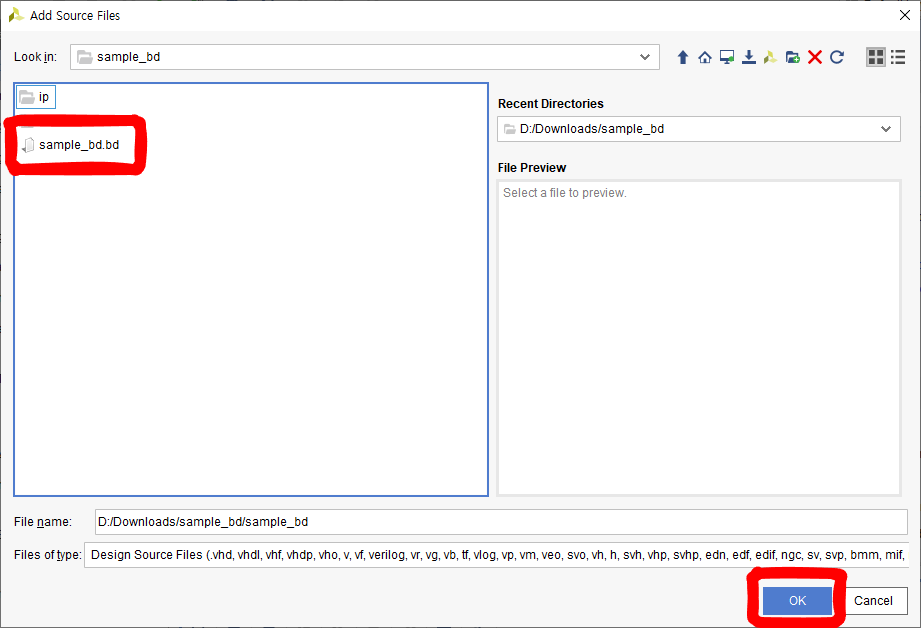 Add Source Files
Look in: sample_bd
ip
sample_bd.bd
Recent Directories
D:/Downloads/sample_bd
File Preview
Select a file to preview.
File name: D:/Downloads/sample_bd/sample_bd
Files of type: Design Source Files (.vhd, vhdl, vhf, vhdp, vho, v, vf, verilog, vr, vg, vb, tf, vlog, vp, vm, veo, svo, vh, h, svh, vhp, svhp, edn, edf, edif, ngc, sv, svp, bmm, mif,
OK Cancel